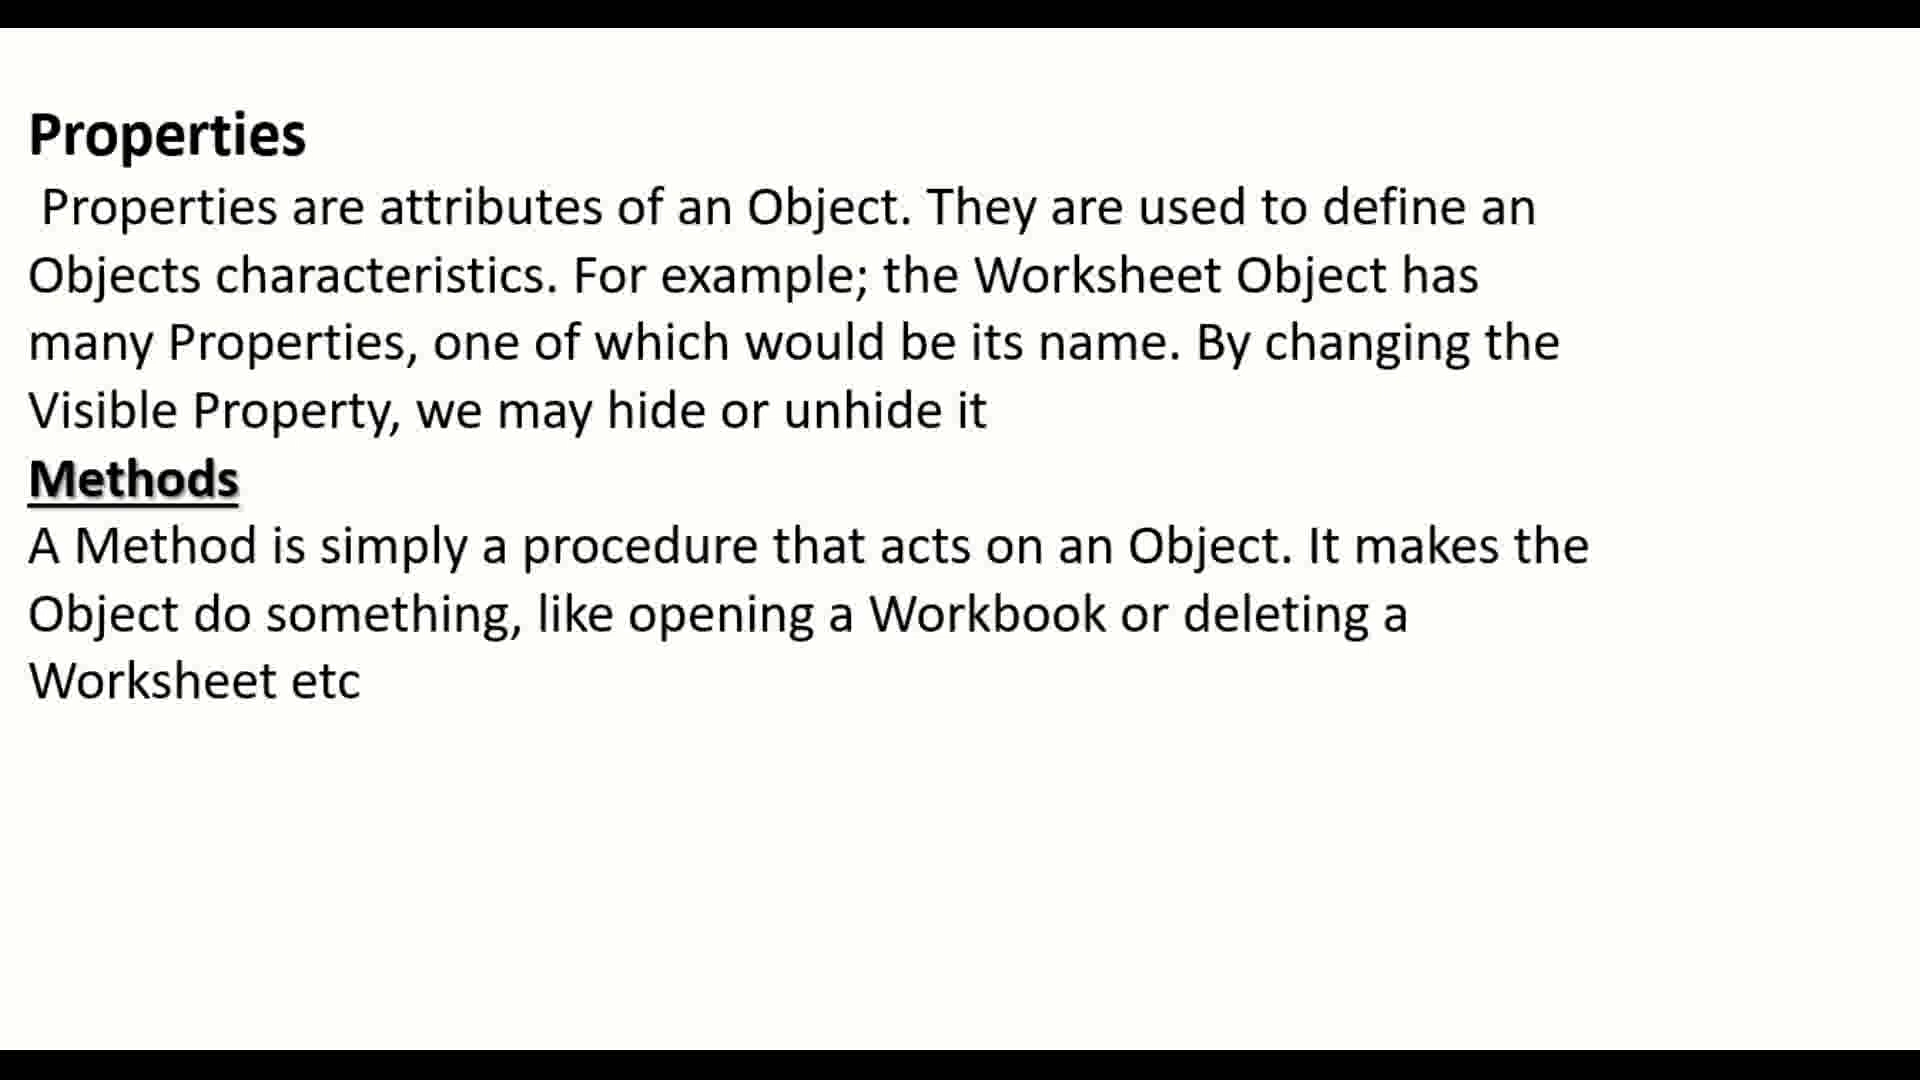 Properties
Properties are attributes of an Object. They are used to define an
Objects characteristics. For example; the Worksheet Object has
many Properties, one of which would be its name. By changing the
Visible Property, we may hide or unhide it
Methods
A Method is simply a procedure that acts on an Object. It makes the
Object do something, like opening a Workbook or deleting a
Worksheet etc